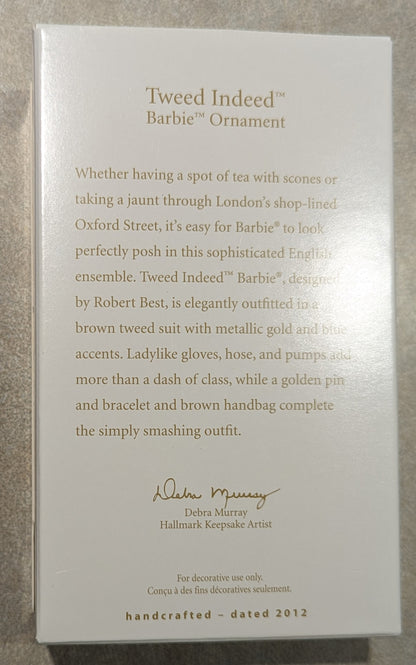 Tweed Indeed™
Barbie™ Ornament
Whether having a spot of tea with scones or
taking a jaunt through London's shop-lined
Oxford Street, it's easy for Barbie® to look
perfectly posh in this sophisticated English
ensemble. Tweed Indeed™ Barbie®, designed
by Robert Best, is elegantly outfitted in a
brown tweed suit with metallic gold and blue
accents. Ladylike gloves, hose, and pumps add
more than a dash of class, while a golden pin
and bracelet and brown handbag complete
the simply smashing outfit.
Debra Murray
Debra Murray
Hallmark Keepsake Artist
For decorative use only.
Conçu à des fins décoratives seulement.
handcrafted – dated 2012